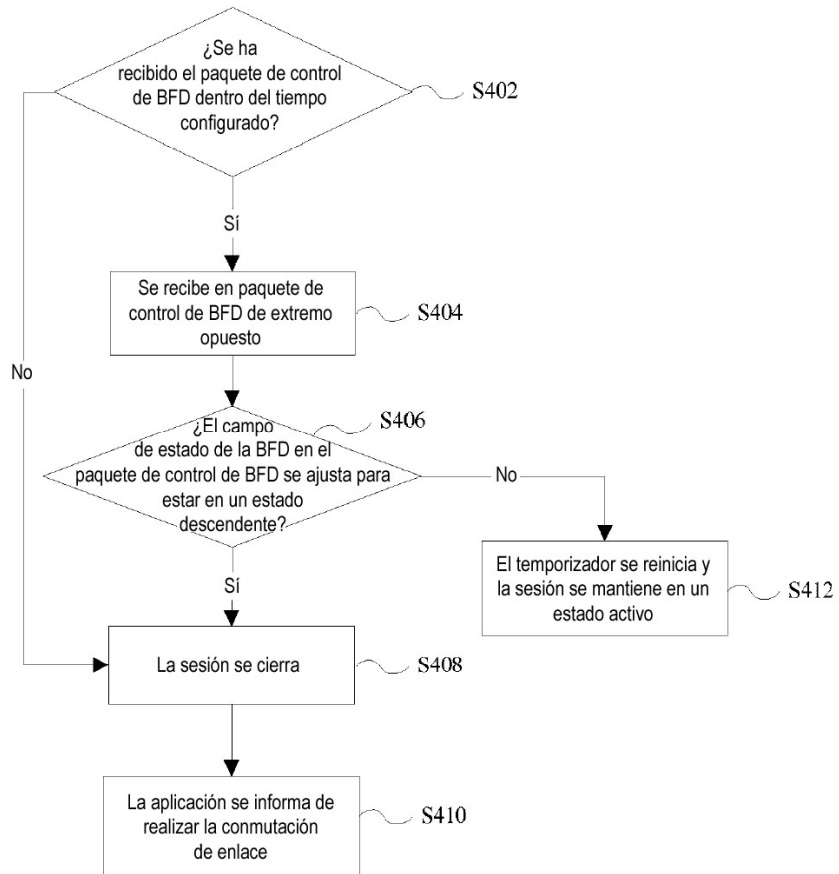 ¿Se ha
recibido el paquete de control
de BFD dentro del tiempo
configurado?
S402
Sí
Se recibe en paquete de
control de BFD de extremo
opuesto
S404
No
¿El campo
de estado de la BFD en el
paquete de control de BFD se ajusta para
estar en un estado
descendente?
S406
No
Sí
El temporizador se reinicia y
la sesión se mantiene en un
estado activo
S412
La sesión se cierra
S408
La aplicación se informa de
realizar la conmutación
de enlace
S410